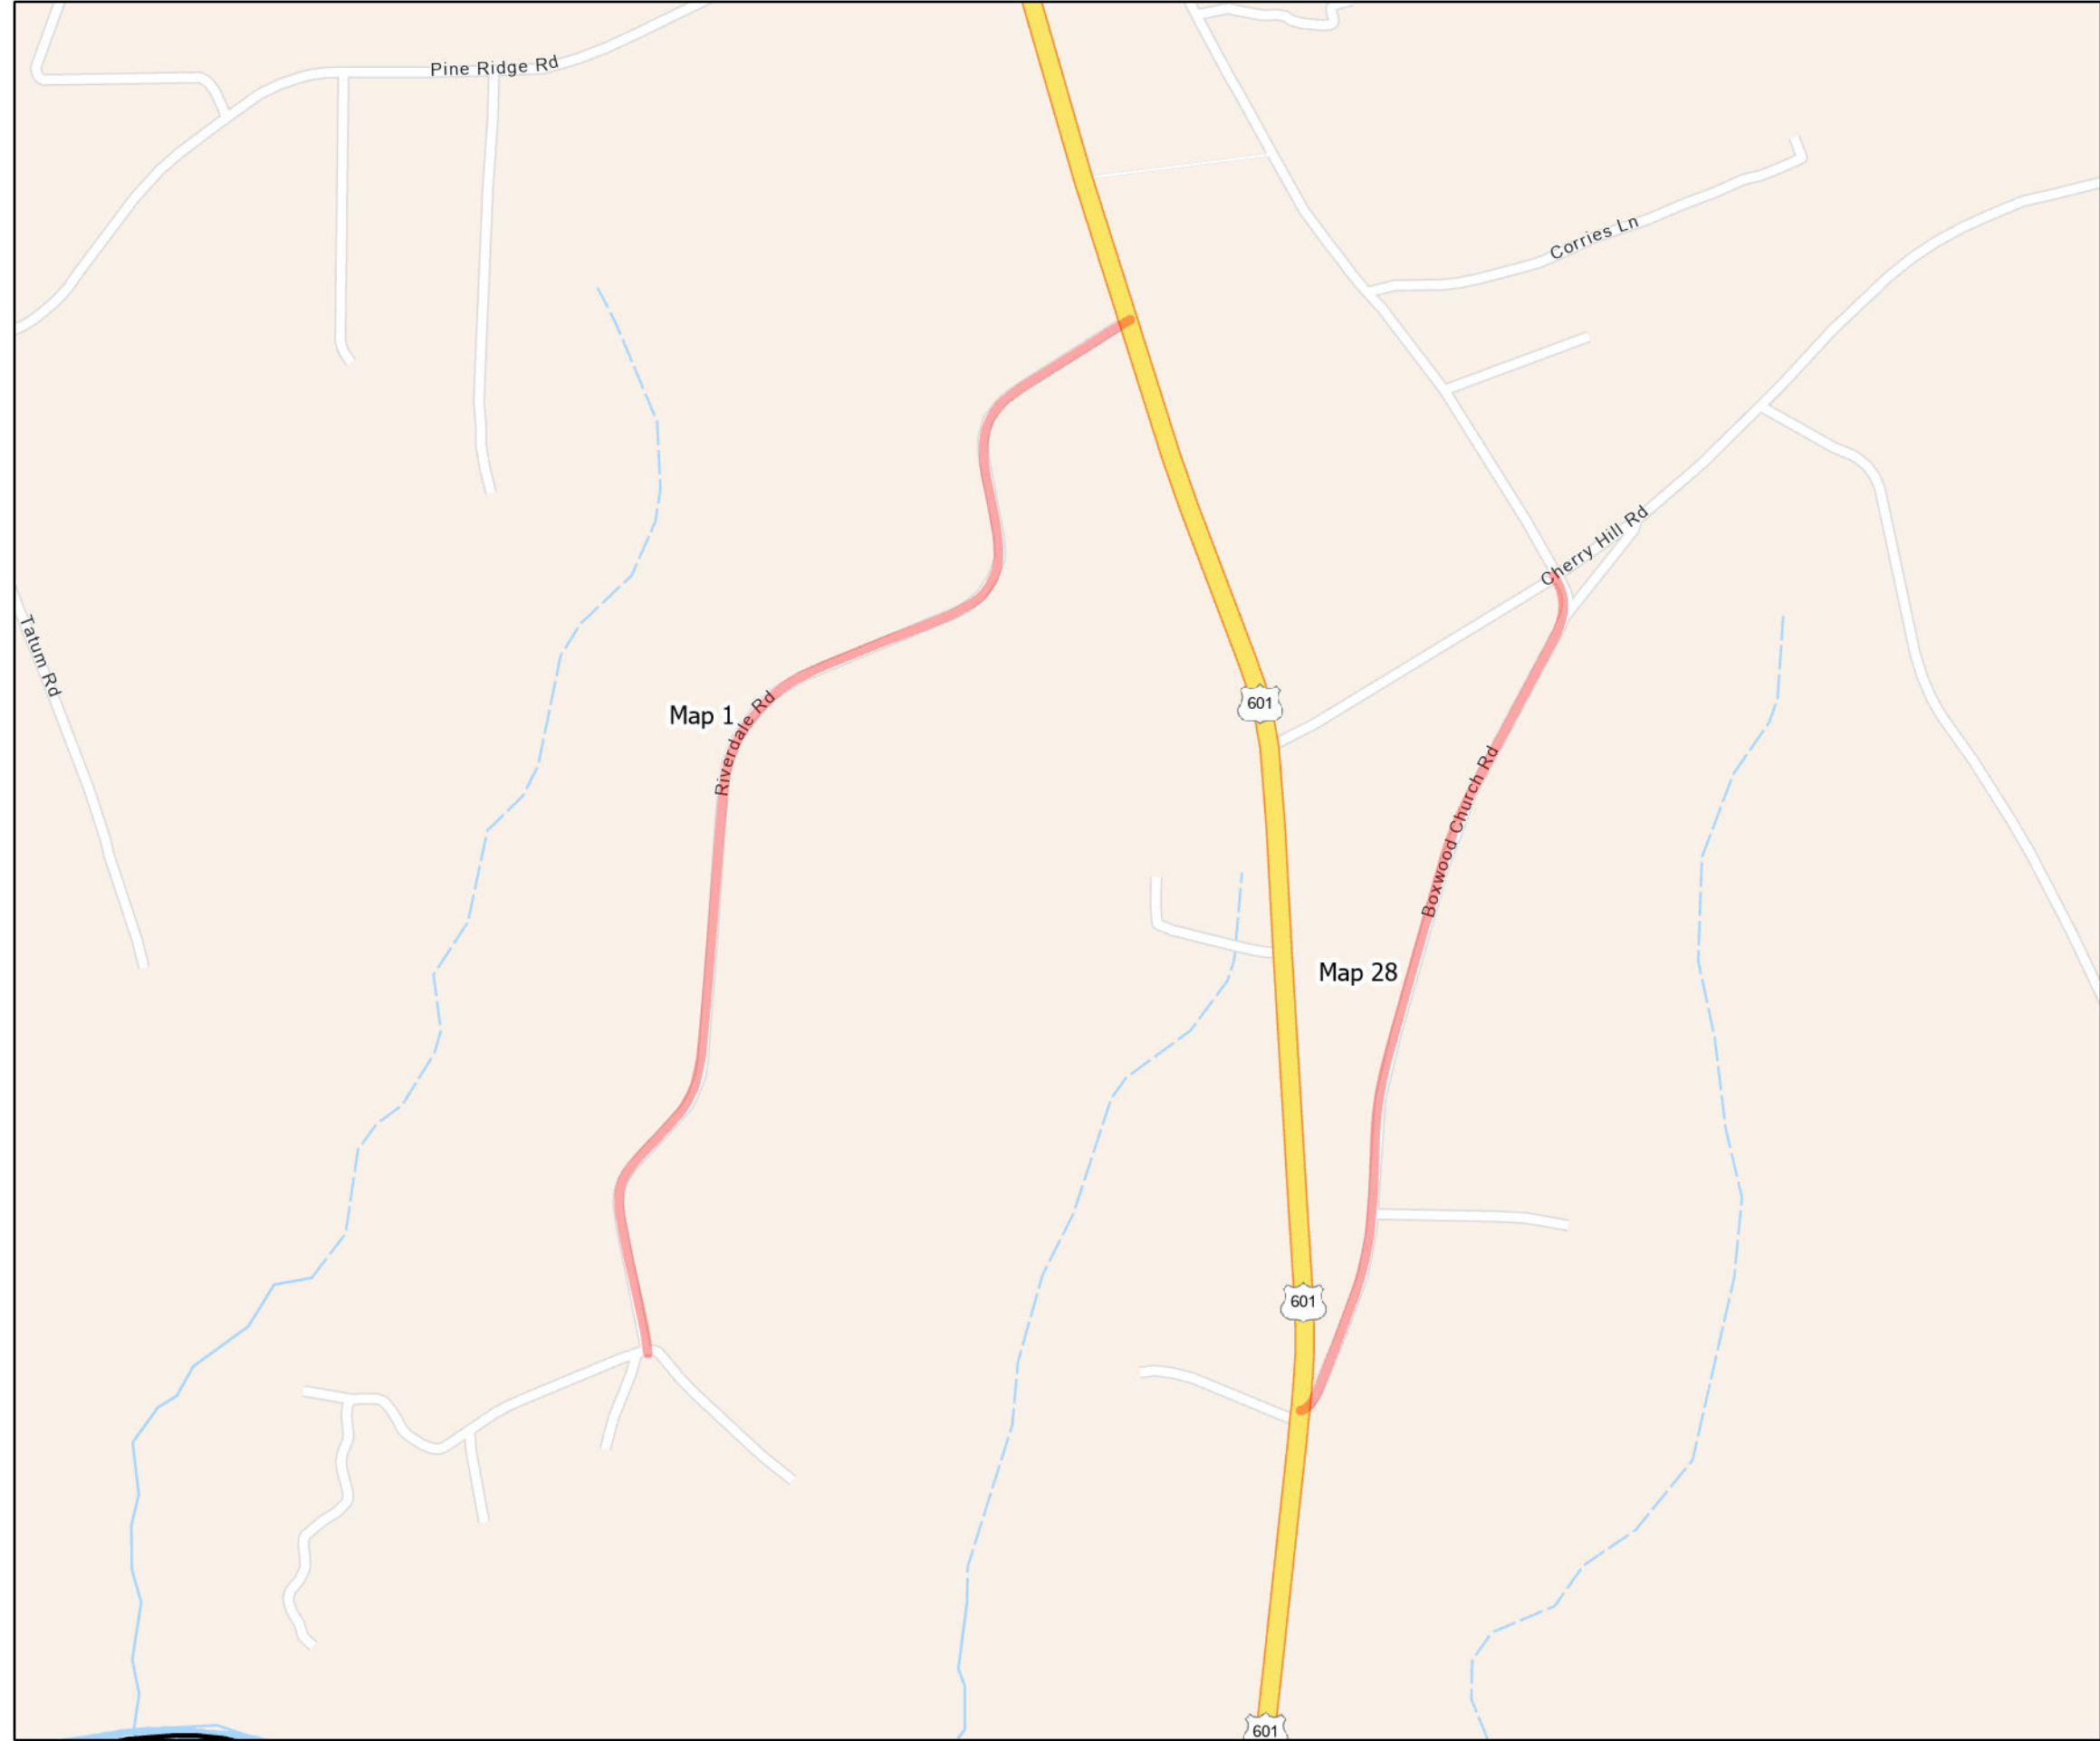 Pine Ridge Rd
Corries Ln
Cherry Hill Rd
Tatum Rd
Map 1
Riverdale Rd
601
Boxwood Church Rd
Map 28
601
601